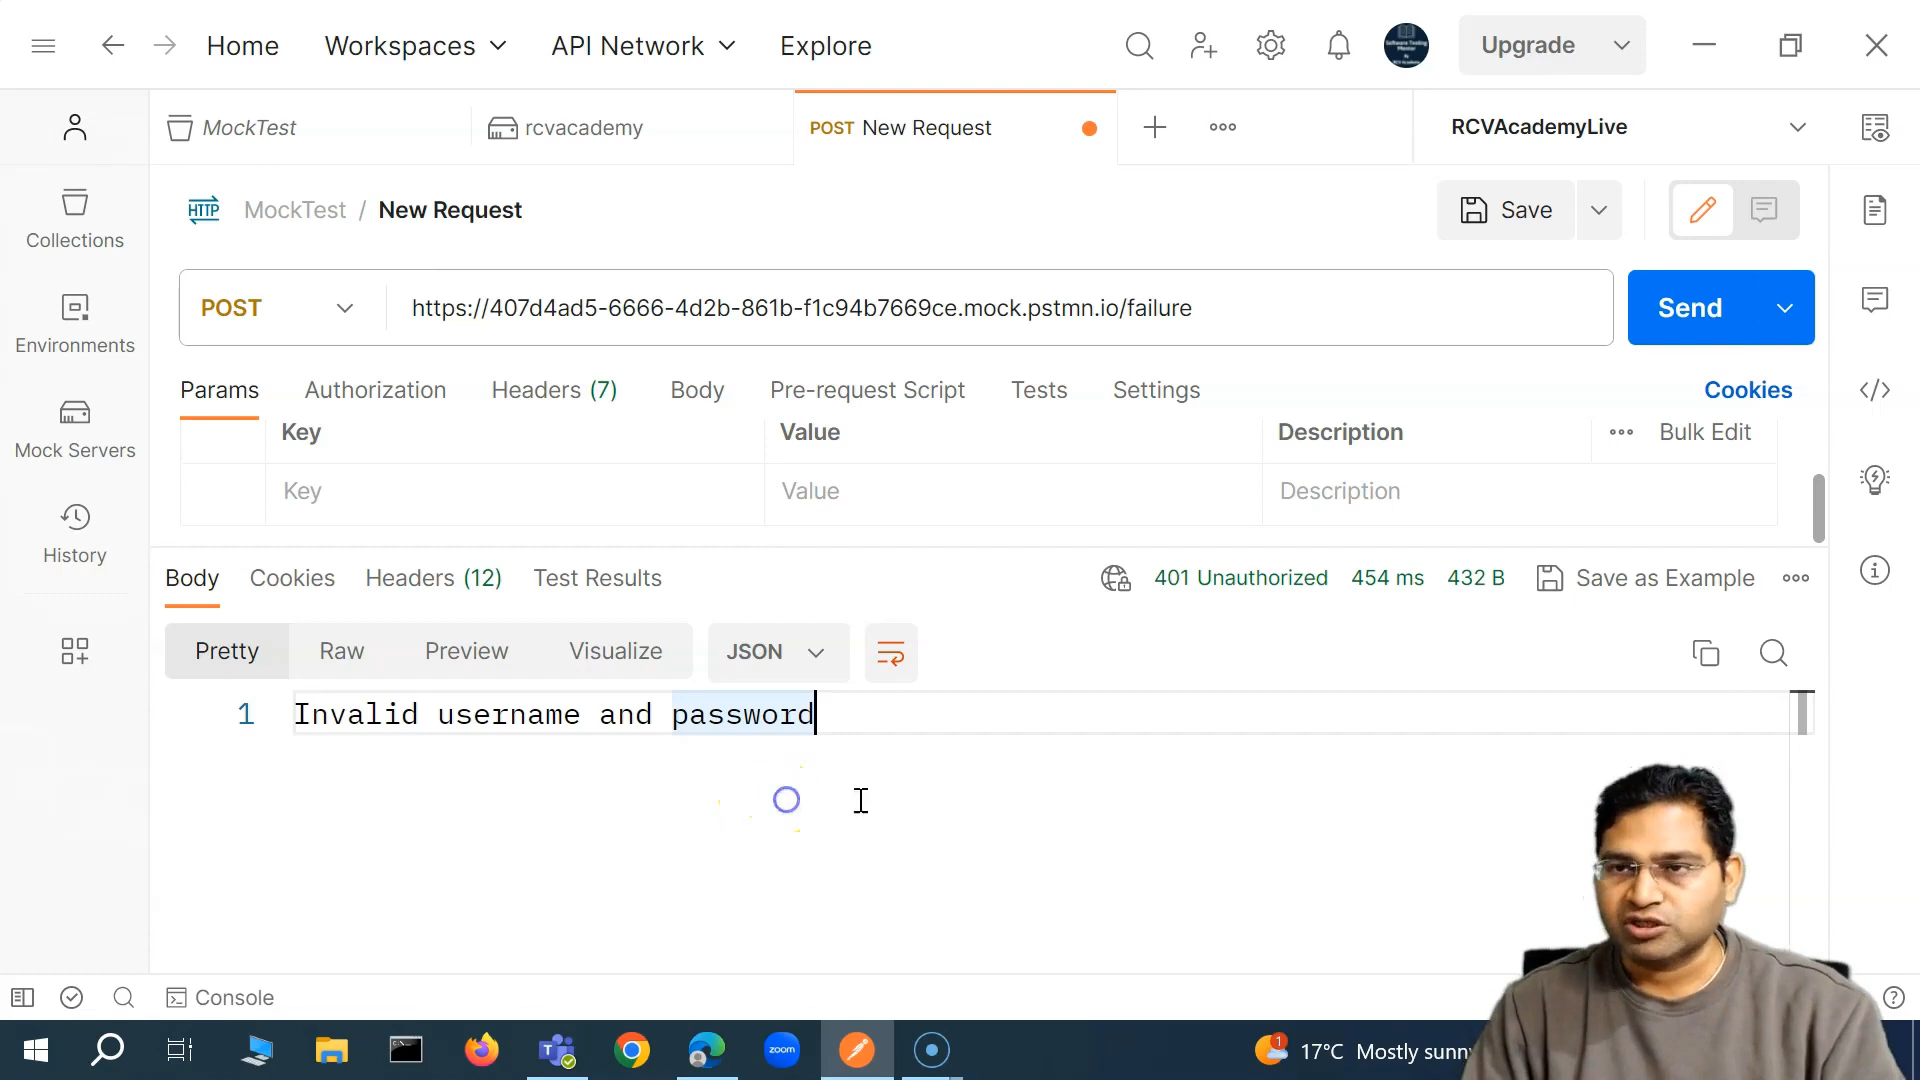 Home Workspaces API Network Explore Upgrade
MockTest rcvacademy POST New Request RCVAcademyLive
HTTP MockTest / New Request Save
POST https://407d4ad5-6666-4d2b-861b-f1c94b7669ce.mock.pstmn.io/failure Send
Collections
Environments
Mock Servers
History
Params Authorization Headers (7) Body Pre-request Script Tests Settings Cookies
Key Value Description Bulk Edit
Key Value Description
Body Cookies Headers (12) Test Results 401 Unauthorized 454 ms 432 B Save as Example
Pretty Raw Preview Visualize JSON
1 Invalid username and password
Console
zoom 1 17°C Mostly sunny